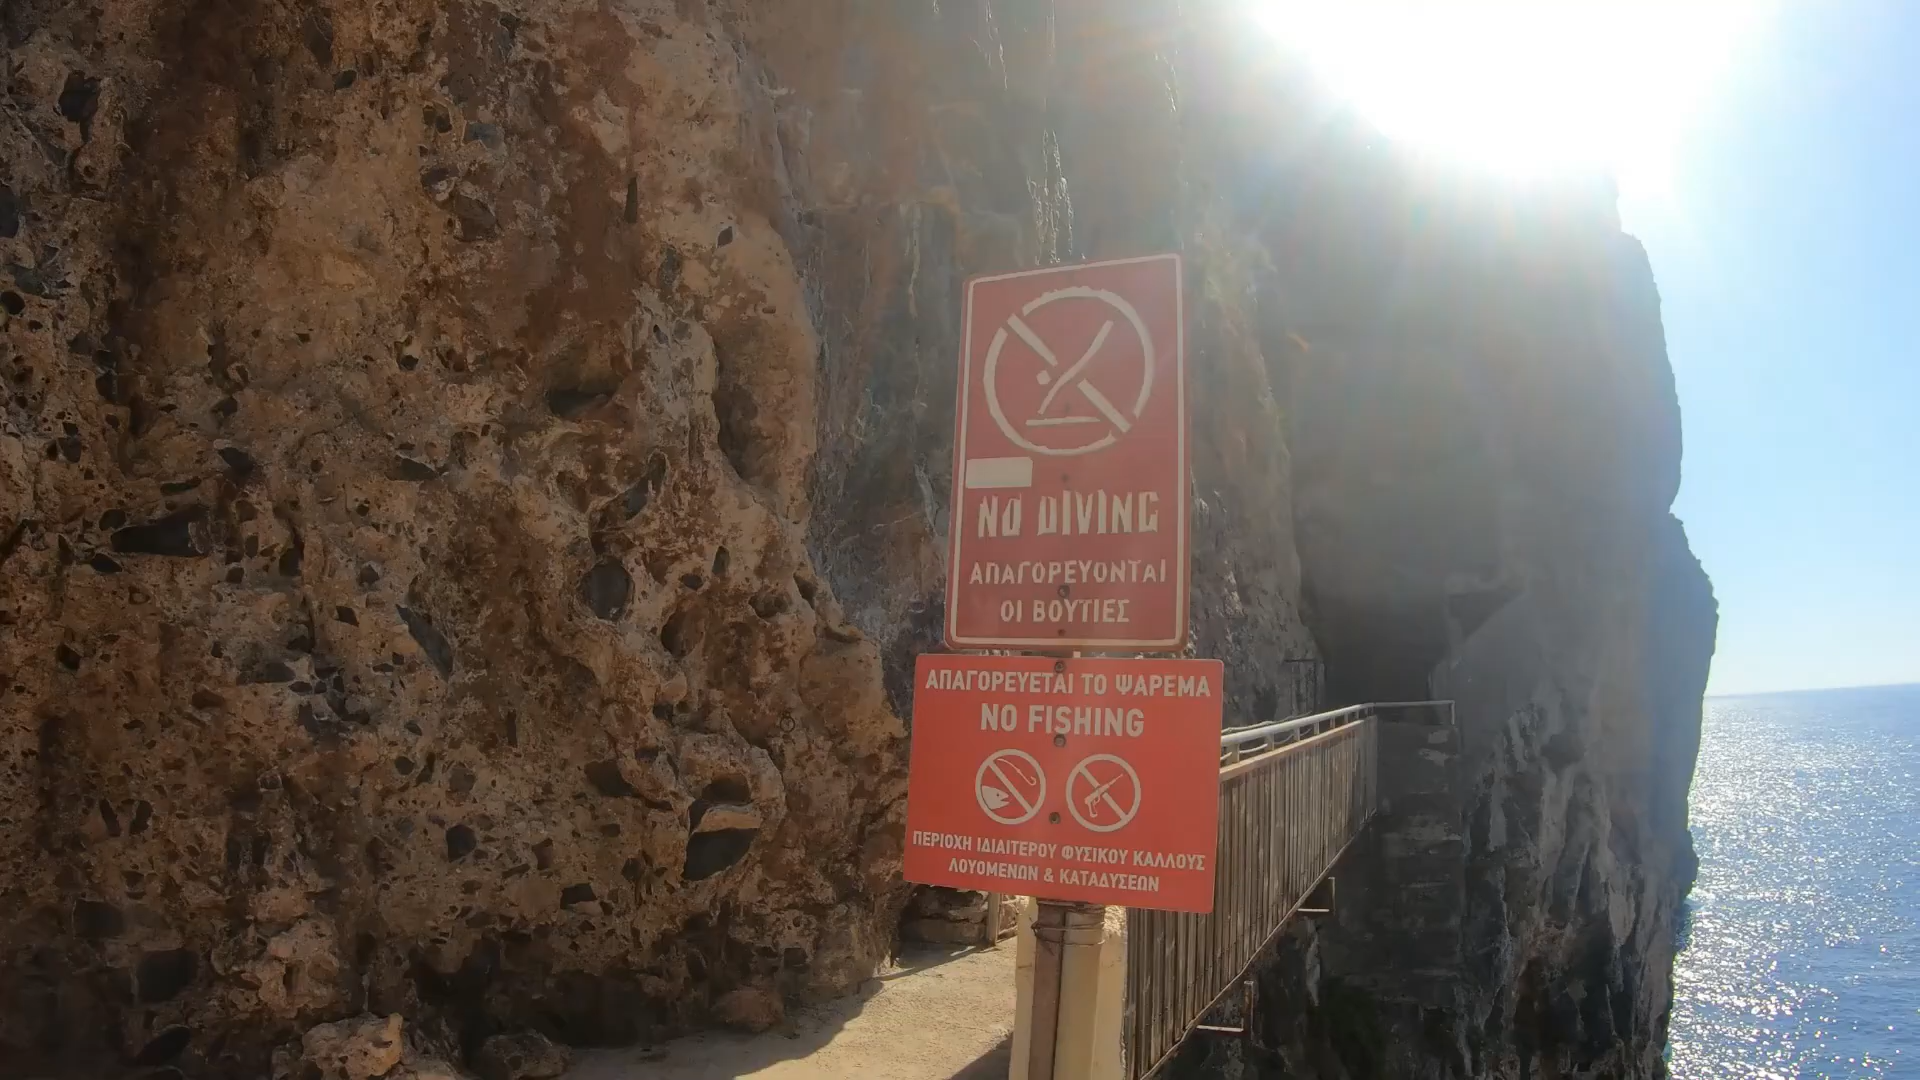 NO DIVING
ΑΠΑΓΟΡΕΥΟΝΤΑΙ
ΟΙ ΒΟΥΤΙΕΣ
ΑΠΑΓΟΡΕΥΕΤΑΙ ΤΟ ΨΑΡΕΜΑ
NO FISHING
ΠΕΡΙΟΧΗ ΙΔΙΑΙΤΕΡΟΥ ΦΥΣΙΚΟΥ ΚΑΛΛΟΥΣ
ΛΟΥΟΜΕΝΩΝ & ΚΑΤΑΔΥΣΕΩΝ